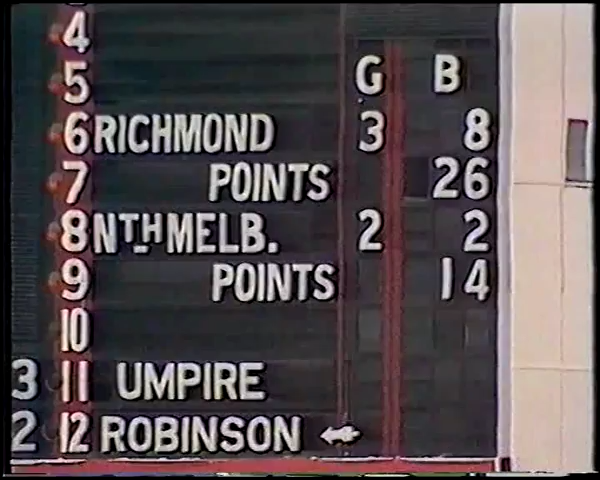 4
5 G B
6 RICHMOND 3 8
7 POINTS 26
8 NTH MELB. 2 2
9 POINTS 14
10
3 11 UMPIRE
2 12 ROBINSON